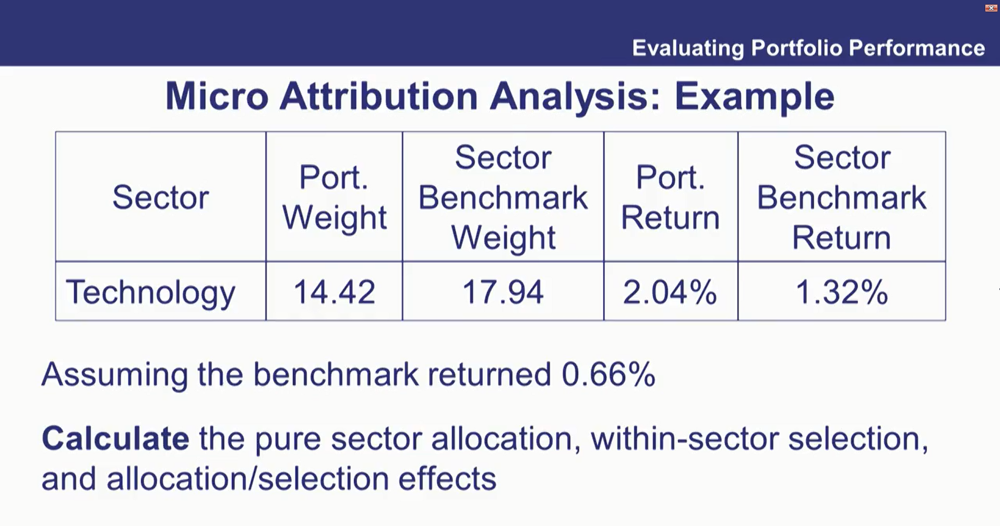 Evaluating Portfolio Performance
Micro Attribution Analysis: Example
Sector
Port.
Weight
Sector
Benchmark
Weight
Port.
Return
Sector
Benchmark
Return
Technology
14.42
17.94
2.04%
1.32%
Assuming the benchmark returned 0.66%
Calculate the pure sector allocation, within-sector selection,
and allocation/selection effects